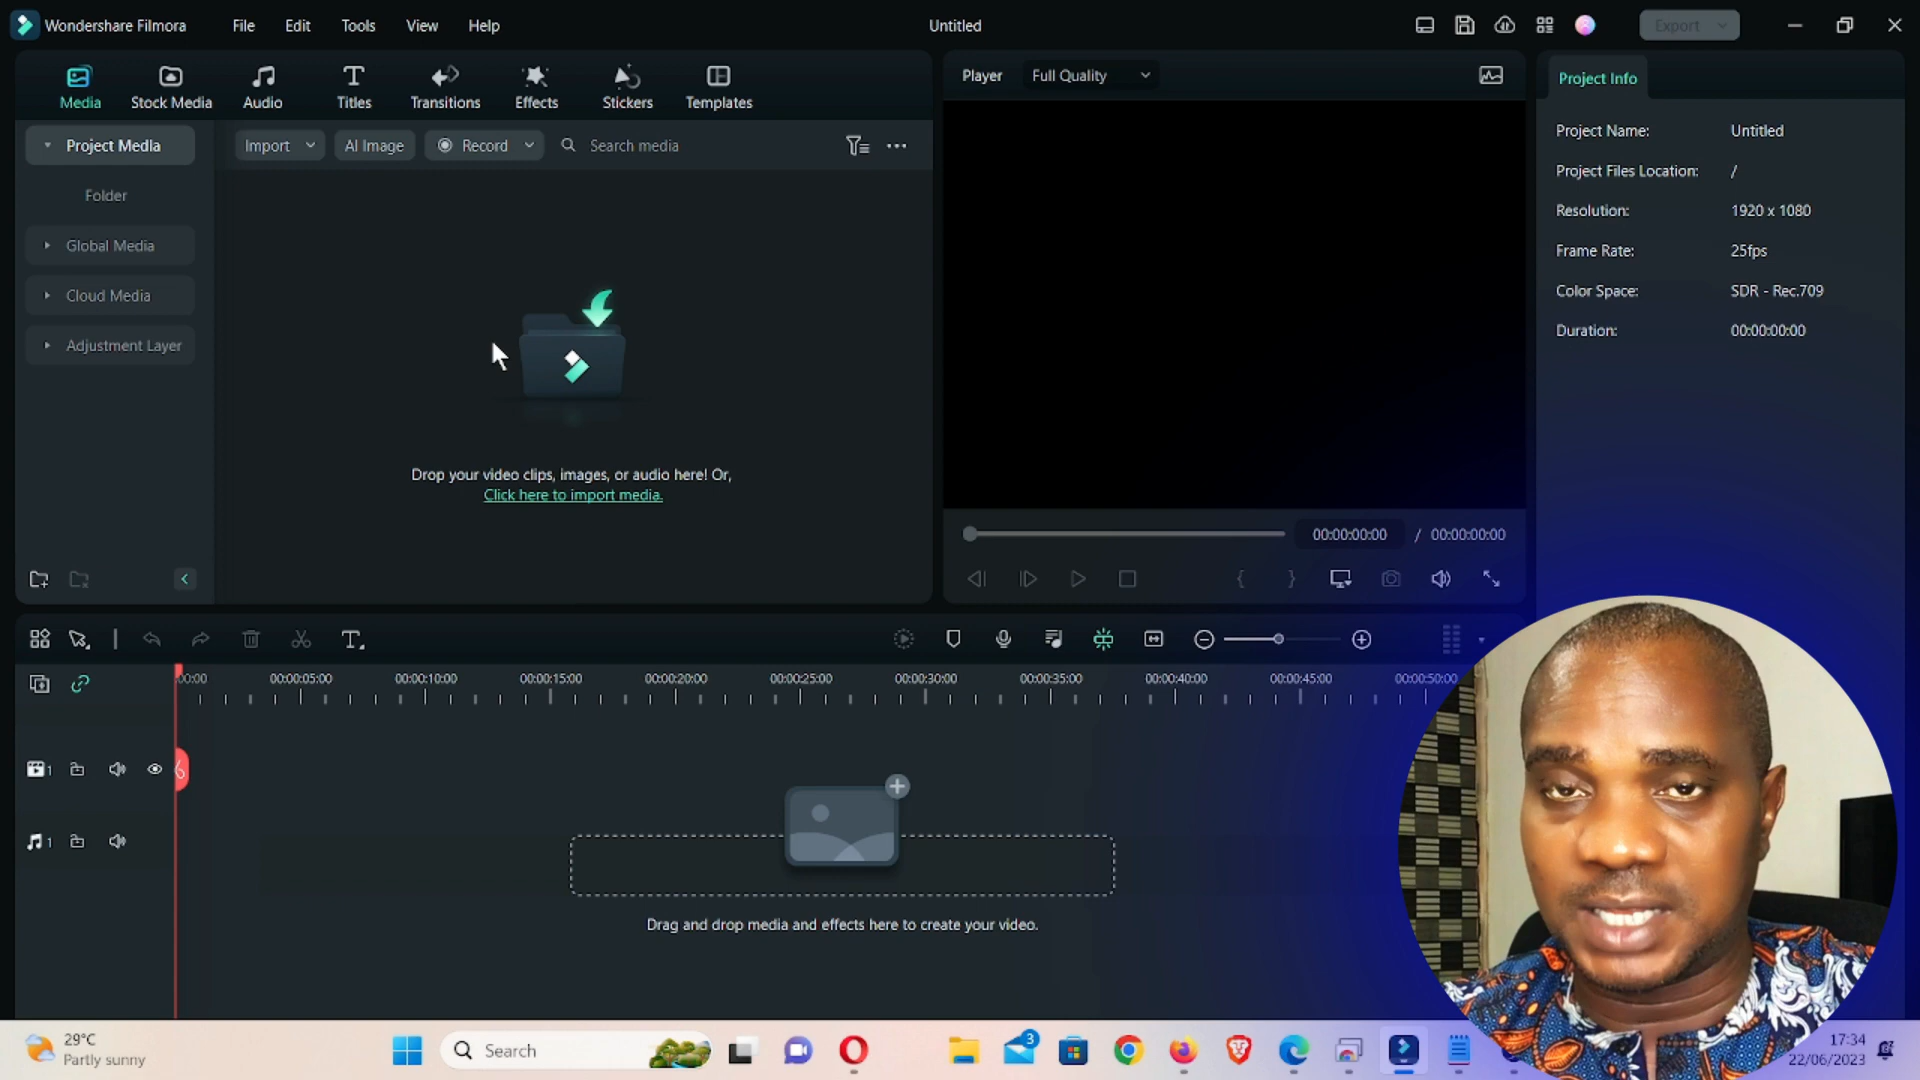 Wondershare Filmora File Edit Tools View Help Untitled Export
Media Stock Media Audio Titles Transitions Effects Stickers Templates
Project Media
Folder
Global Media
Cloud Media
Adjustment Layer
Import AI Image Record Search media
Drop your video clips, images, or audio here! Or,
Click here to import media.
Player Full Quality
00:00:00:00 / 00:00:00:00
Project Info
Project Name: Untitled
Project Files Location: /
Resolution: 1920 x 1080
Frame Rate: 25fps
Color Space: SDR - Rec.709
Duration: 00:00:00:00
00:00 00:00:05:00 00:00:10:00 00:00:15:00 00:00:20:00 00:00:25:00 00:00:30:00 00:00:35:00 00:00:40:00 00:00:45:00 00:00:50:00
1
1
Drag and drop media and effects here to create your video.
29°C
Partly sunny
Search
3
17:34
22/06/2023